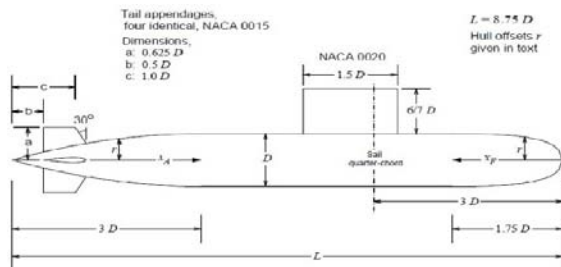 Tail appendages,
four identical, NACA 0015
Dimensions,
a: 0.625 D
b: 0.5 D
c: 1.0 D
L = 8.75 D
Hull offsets r
given in text
NACA 0020
1.5 D
6/7 D
c
b
30°
a
r
x_A
D
Sail
quarter-chord
x_F
r
3 D
3 D
1.75 D
L